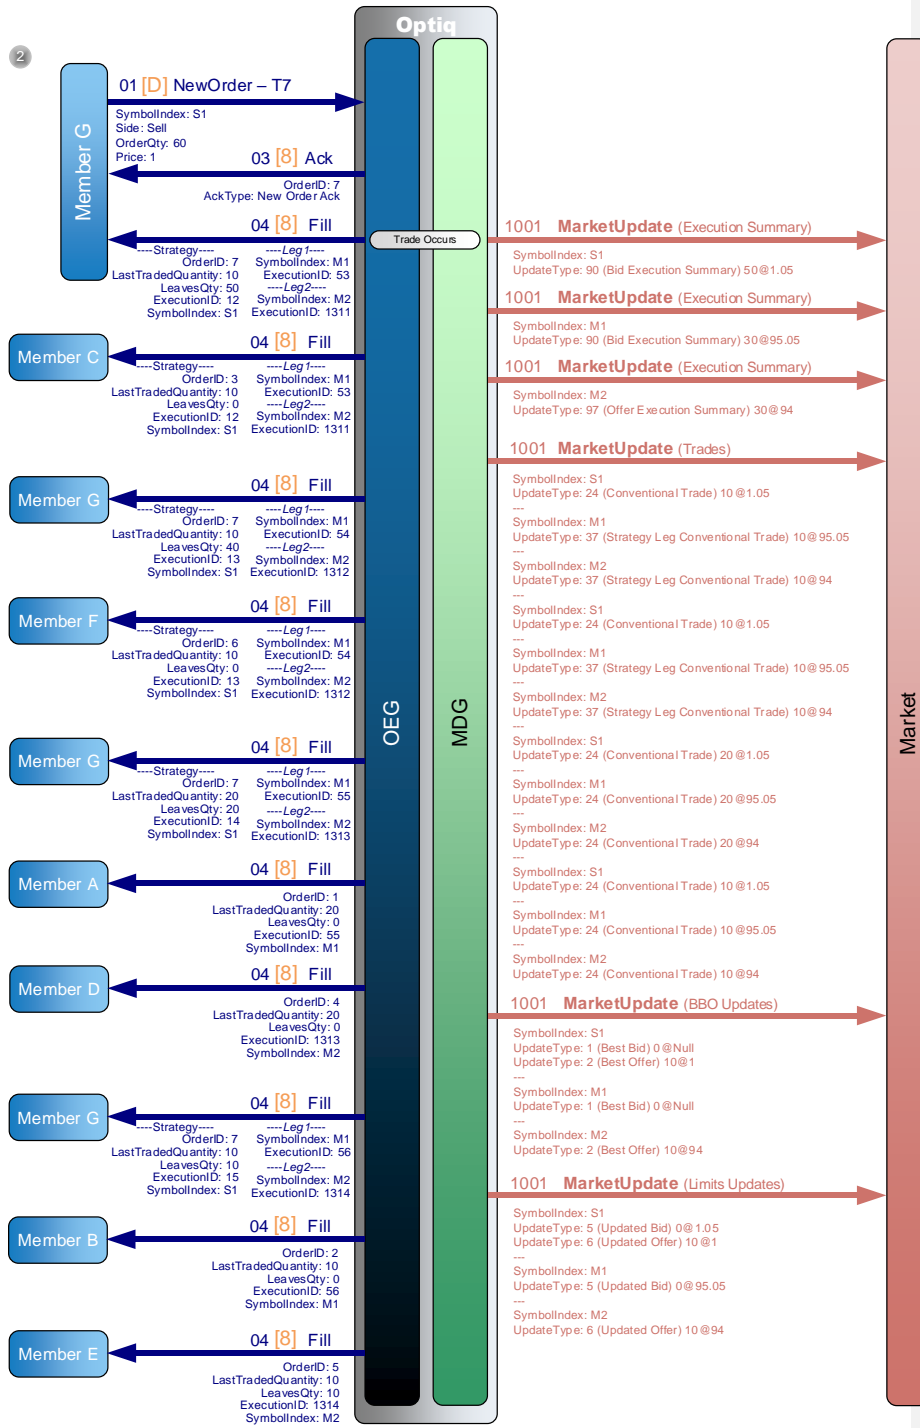 Optiq
2
Member G
01 [D] NewOrder – T7
SymbolIndex: S1
Side: Sell
OrderQty: 60
Price: 1
03 [8] Ack
OrderID: 7
AckType: New Order Ack
04 [8] Fill
Trade Occurs
----Strategy----
OrderID: 7
LastTradedQuantity: 10
LeavesQty: 50
ExecutionID: 12
SymbolIndex: S1
----Leg1----
SymbolIndex: M1
ExecutionID: 53
----Leg2----
SymbolIndex: M2
ExecutionID: 1311
Member C
04 [8] Fill
----Strategy----
OrderID: 3
LastTradedQuantity: 10
LeavesQty: 0
ExecutionID: 12
SymbolIndex: S1
----Leg1----
SymbolIndex: M1
ExecutionID: 53
----Leg2----
SymbolIndex: M2
ExecutionID: 1311
Member G
04 [8] Fill
----Strategy----
OrderID: 7
LastTradedQuantity: 10
LeavesQty: 40
ExecutionID: 13
SymbolIndex: S1
----Leg1----
SymbolIndex: M1
ExecutionID: 54
----Leg2----
SymbolIndex: M2
ExecutionID: 1312
Member F
04 [8] Fill
----Strategy----
OrderID: 6
LastTradedQuantity: 10
LeavesQty: 0
ExecutionID: 13
SymbolIndex: S1
----Leg1----
SymbolIndex: M1
ExecutionID: 54
----Leg2----
SymbolIndex: M2
ExecutionID: 1312
Member G
04 [8] Fill
----Strategy----
OrderID: 7
LastTradedQuantity: 20
LeavesQty: 20
ExecutionID: 14
SymbolIndex: S1
----Leg1----
SymbolIndex: M1
ExecutionID: 55
----Leg2----
SymbolIndex: M2
ExecutionID: 1313
Member A
04 [8] Fill
OrderID: 1
LastTradedQuantity: 20
LeavesQty: 0
ExecutionID: 55
SymbolIndex: M1
Member D
04 [8] Fill
OrderID: 4
LastTradedQuantity: 20
LeavesQty: 0
ExecutionID: 1313
SymbolIndex: M2
Member G
04 [8] Fill
----Strategy----
OrderID: 7
LastTradedQuantity: 10
LeavesQty: 10
ExecutionID: 15
SymbolIndex: S1
----Leg1----
SymbolIndex: M1
ExecutionID: 56
----Leg2----
SymbolIndex: M2
ExecutionID: 1314
Member B
04 [8] Fill
OrderID: 2
LastTradedQuantity: 10
LeavesQty: 0
ExecutionID: 56
SymbolIndex: M1
Member E
04 [8] Fill
OrderID: 5
LastTradedQuantity: 10
LeavesQty: 10
ExecutionID: 1314
SymbolIndex: M2
OEG
MDG
1001 MarketUpdate (Execution Summary)
SymbolIndex: S1
UpdateType: 90 (Bid Execution Summary) 50@1.05
1001 MarketUpdate (Execution Summary)
SymbolIndex: M1
UpdateType: 90 (Bid Execution Summary) 30@95.05
1001 MarketUpdate (Execution Summary)
SymbolIndex: M2
UpdateType: 97 (Offer Execution Summary) 30@94
1001 MarketUpdate (Trades)
SymbolIndex: S1
UpdateType: 24 (Conventional Trade) 10@1.05
---
SymbolIndex: M1
UpdateType: 37 (Strategy Leg Conventional Trade) 10@95.05
---
SymbolIndex: M2
UpdateType: 37 (Strategy Leg Conventional Trade) 10@94
---
SymbolIndex: S1
UpdateType: 24 (Conventional Trade) 10@1.05
---
SymbolIndex: M1
UpdateType: 37 (Strategy Leg Conventional Trade) 10@95.05
---
SymbolIndex: M2
UpdateType: 37 (Strategy Leg Conventional Trade) 10@94
---
SymbolIndex: S1
UpdateType: 24 (Conventional Trade) 20@1.05
---
SymbolIndex: M1
UpdateType: 24 (Conventional Trade) 20@95.05
---
SymbolIndex: M2
UpdateType: 24 (Conventional Trade) 20@94
---
SymbolIndex: S1
UpdateType: 24 (Conventional Trade) 10@1.05
---
SymbolIndex: M1
UpdateType: 24 (Conventional Trade) 10@95.05
---
SymbolIndex: M2
UpdateType: 24 (Conventional Trade) 10@94
1001 MarketUpdate (BBO Updates)
SymbolIndex: S1
UpdateType: 1 (Best Bid) 0@Null
UpdateType: 2 (Best Offer) 10@1
---
SymbolIndex: M1
UpdateType: 1 (Best Bid) 0@Null
---
SymbolIndex: M2
UpdateType: 2 (Best Offer) 10@94
1001 MarketUpdate (Limits Updates)
SymbolIndex: S1
UpdateType: 5 (Updated Bid) 0@1.05
UpdateType: 6 (Updated Offer) 10@1
---
SymbolIndex: M1
UpdateType: 5 (Updated Bid) 0@95.05
---
SymbolIndex: M2
UpdateType: 6 (Updated Offer) 10@94
Market